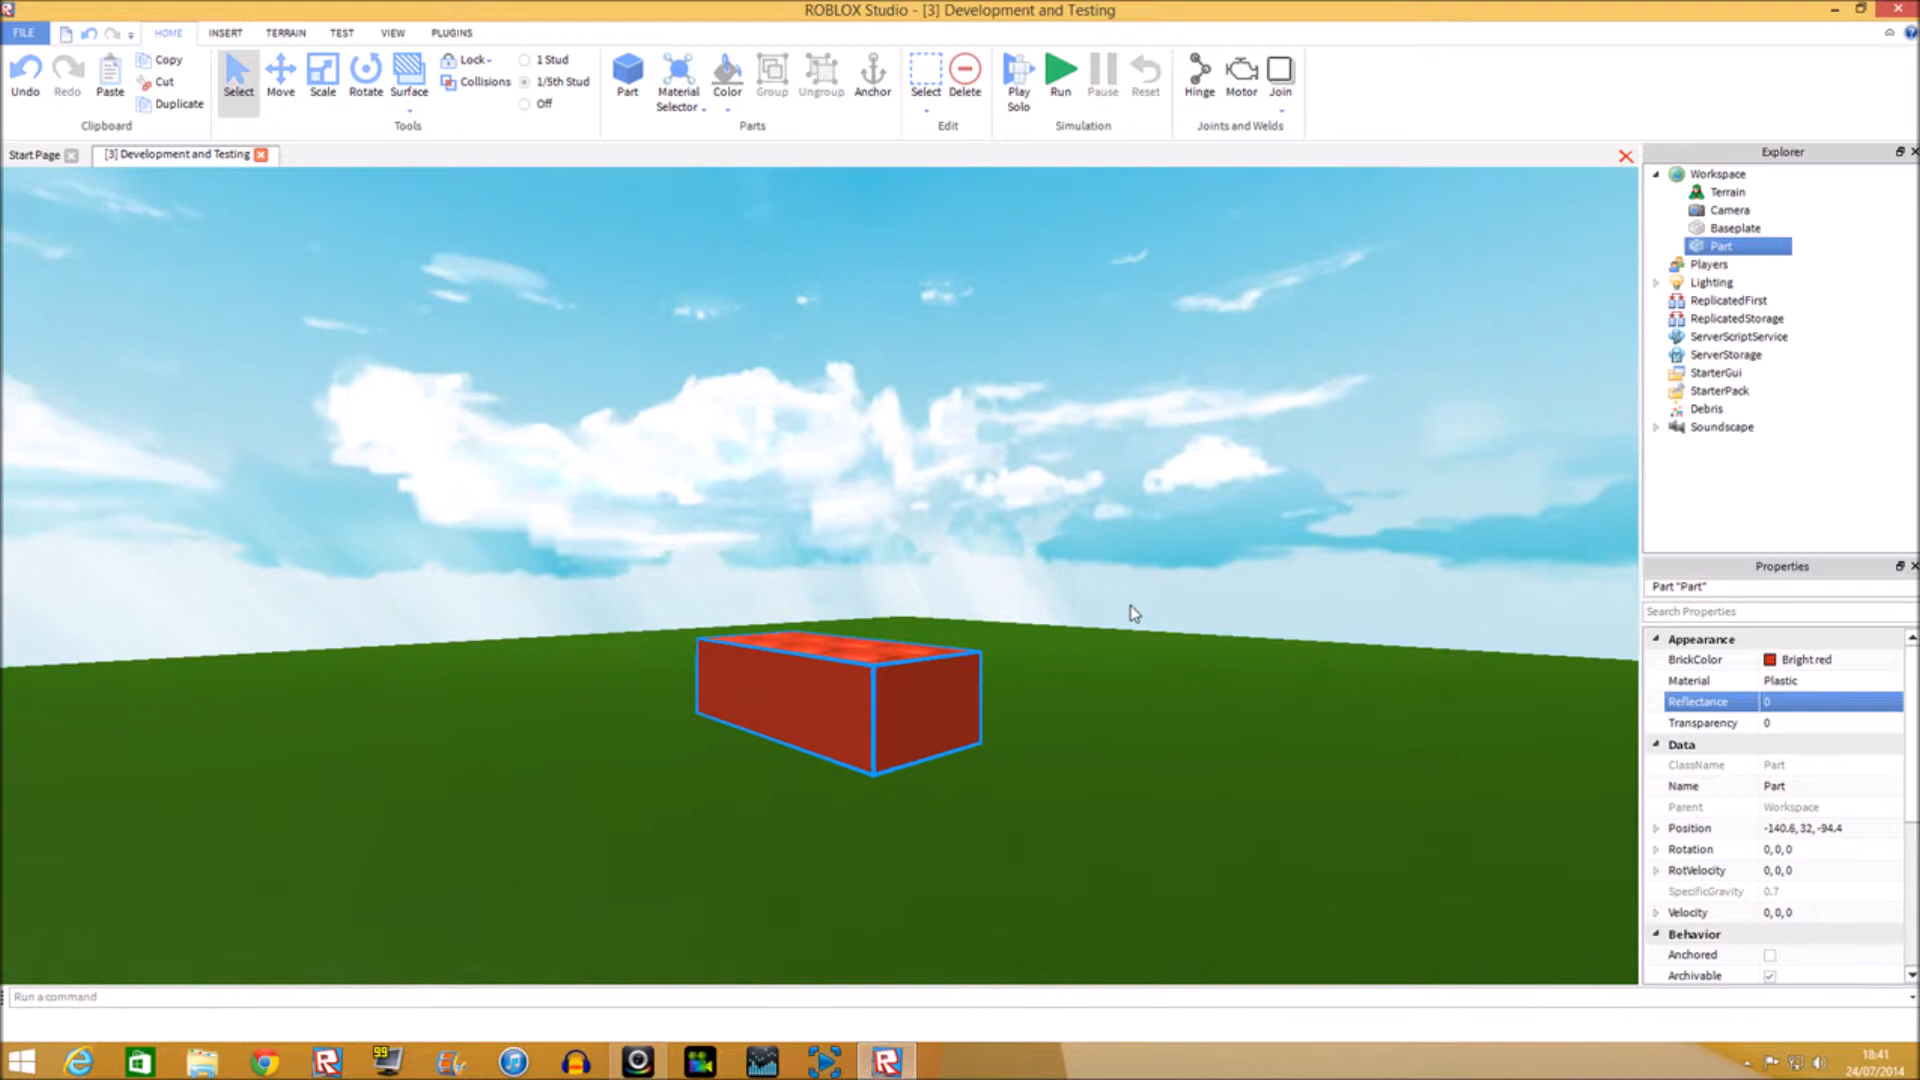 ROBLOX Studio - [3] Development and Testing
FILE HOME INSERT TERRAIN TEST VIEW PLUGINS
Undo Redo Paste Copy Cut Duplicate
Clipboard
Select Move Scale Rotate Surface Lock Collisions 1 Stud 1/5th Stud Off
Tools
Part Material Selector Color Group Ungroup Anchor
Parts
Select Delete
Edit
Play Solo Run Pause Reset
Simulation
Hinge Motor Join
Joints and Welds
Start Page [3] Development and Testing
Explorer
Workspace
Terrain
Camera
Baseplate
Part
Players
Lighting
ReplicatedFirst
ReplicatedStorage
ServerScriptService
ServerStorage
StarterGui
StarterPack
Debris
Soundscape
Properties
Part "Part"
Search Properties
Appearance
BrickColor Bright red
Material Plastic
Reflectance 0
Transparency 0
Data
ClassName Part
Name Part
Parent Workspace
Position -140.6, 32, -94.4
Rotation 0, 0, 0
RotVelocity 0, 0, 0
SpecificGravity 0.7
Velocity 0, 0, 0
Behavior
Anchored
Archivable
Run a command
99
18:41
24/07/2014